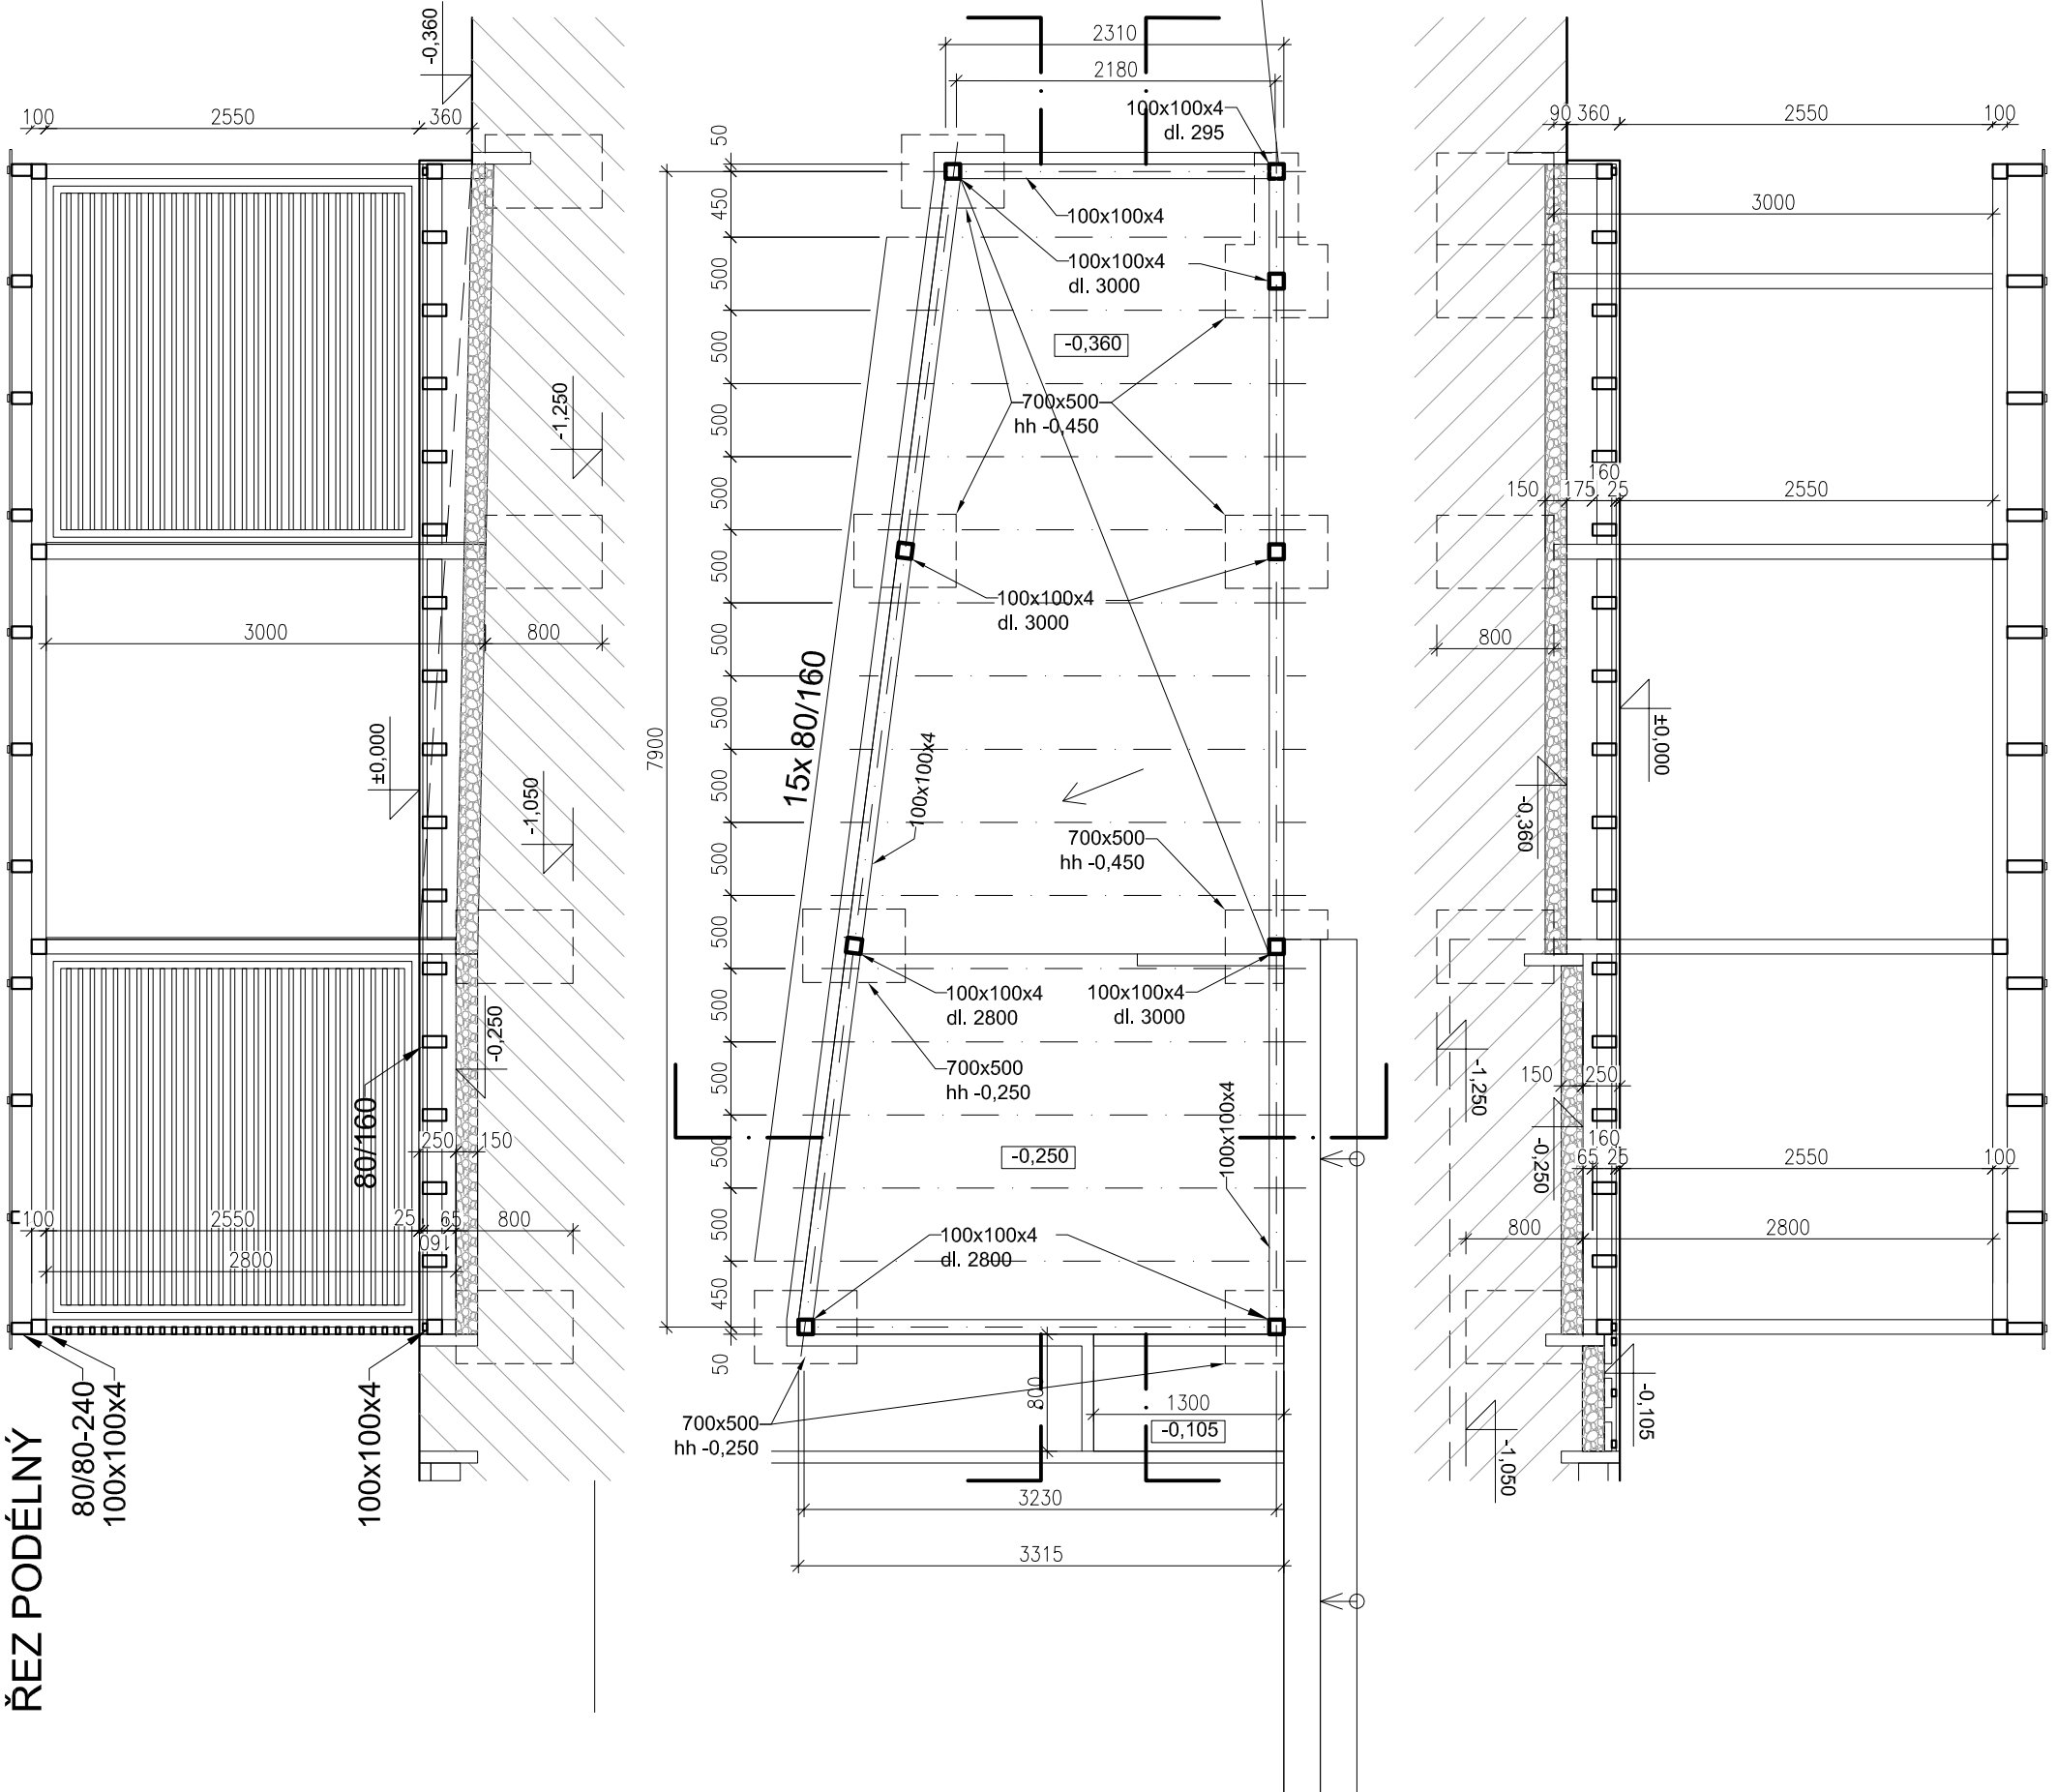 -0,360
100
2550
360
-1,250
3000
800
±0,000
-1,050
-0,250
80/160
250
150
100
2550
25
65
800
160
2800
80/80-240
100x100x4
100x100x4
ŘEZ PODÉLNÝ
2310
2180
100x100x4
dl. 295
50
450
100x100x4
500
100x100x4
dl. 3000
500
-0,360
500
700x500
hh -0,450
500
500
100x100x4
dl. 3000
500
15x 80/160
500
7900
100x100x4
500
500
700x500
hh -0,450
500
500
100x100x4
dl. 2800
100x100x4
dl. 3000
500
700x500
hh -0,250
500
100x100x4
-0,250
500
100x100x4
dl. 2800
450
50
800
1300
-0,105
700x500
hh -0,250
3230
3315
90
360
2550
100
3000
160
150
175
25
2550
800
±0,000
-0,360
-1,250
150
250
-0,250
160
65
25
2550
100
800
2800
-0,105
-1,050